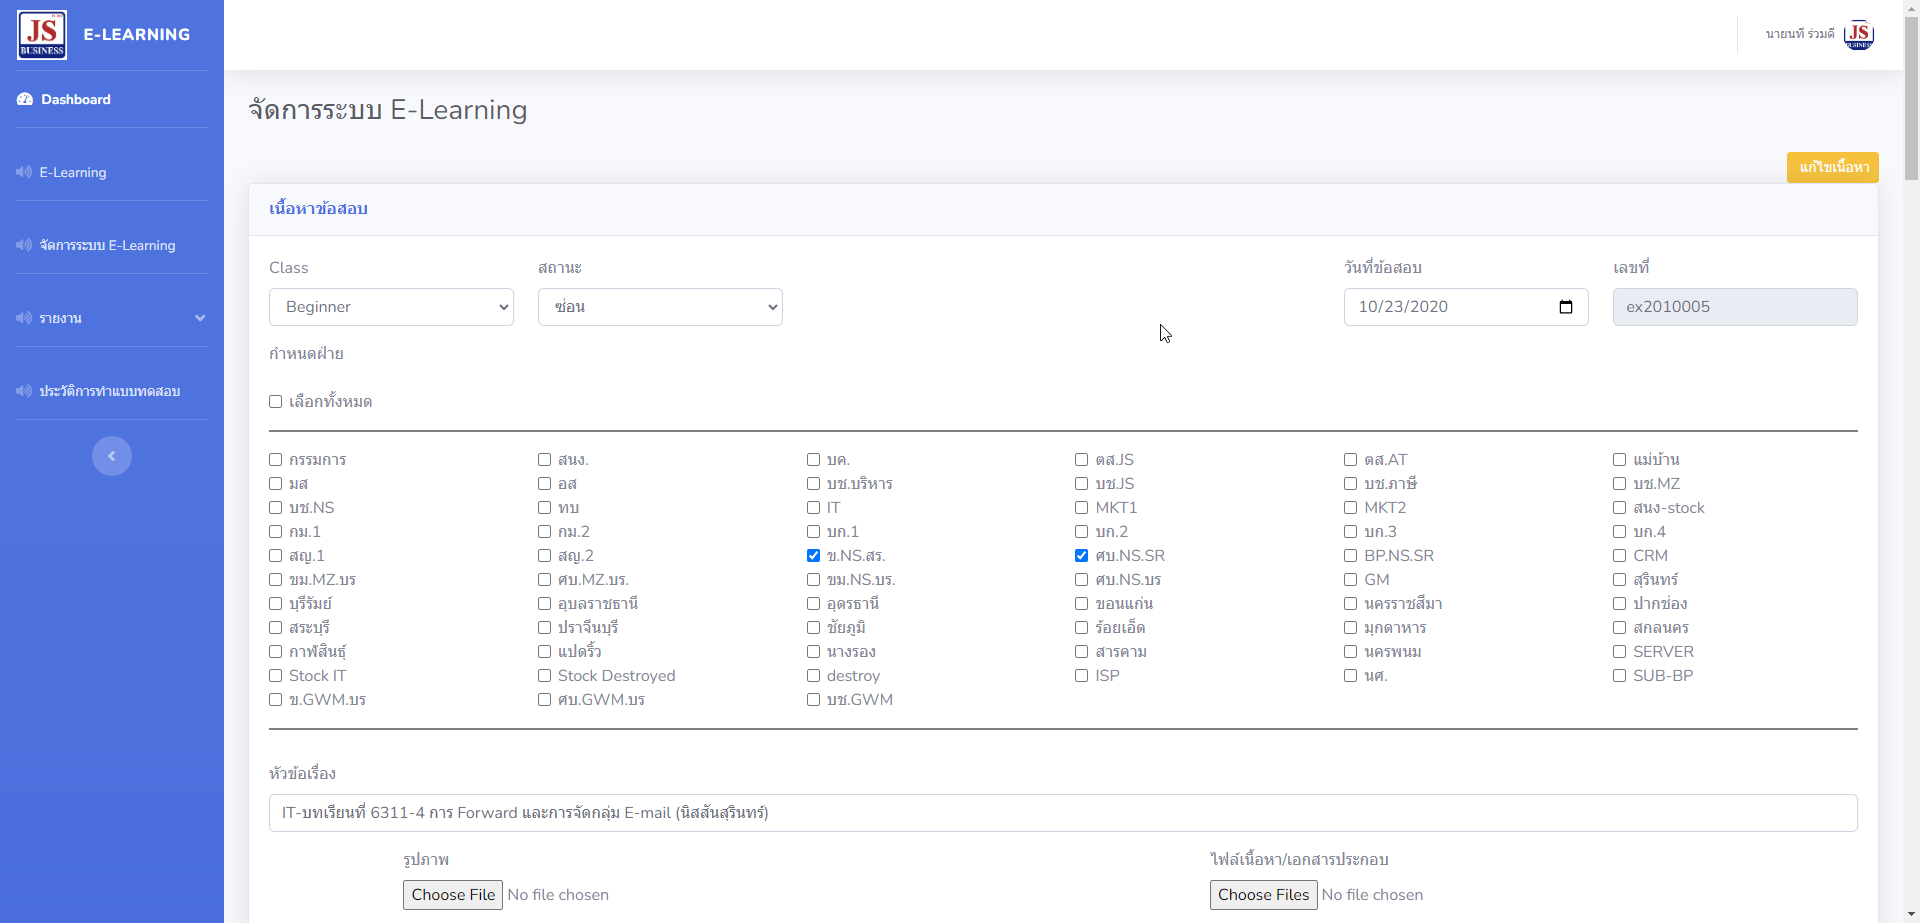 JS
BUSINESS
E-LEARNING
Dashboard
E-Learning
จัดการระบบ E-Learning
รายงาน
ประวัติการทำแบบทดสอบ
นายนที ร่วมดี
JS
จัดการระบบ E-Learning
แก้ไขเนื้อหา
เนื้อหาข้อสอบ
Class สถานะ วันที่ข้อสอบ เลขที่
Beginner ซ่อน 10/23/2020 ex2010005
กำหนดฝ่าย
เลือกทั้งหมด
กรรมการ สนง. บค. ตส.JS ตส.AT แม่บ้าน
มส อส บช.บริหาร บช.JS บช.ภาษี บช.MZ
บช.NS ทบ IT MKT1 MKT2 สนง-stock
กม.1 กม.2 บก.1 บก.2 บก.3 บก.4
สญ.1 สญ.2 ข.NS.สร. ศบ.NS.SR BP.NS.SR CRM
ขม.MZ.บร ศบ.MZ.บร. ขม.NS.บร. ศบ.NS.บร GM สุรินทร์
บุรีรัมย์ อุบลราชธานี อุดรธานี ขอนแก่น นครราชสีมา ปากช่อง
สระบุรี ปราจีนบุรี ชัยภูมิ ร้อยเอ็ด มุกดาหาร สกลนคร
กาฬสินธุ์ แปดริ้ว นางรอง สารคาม นครพนม SERVER
Stock IT Stock Destroyed destroy ISP นศ. SUB-BP
ข.GWM.บร ศบ.GWM.บร บช.GWM
หัวข้อเรื่อง
IT-บทเรียนที่ 6311-4 การ Forward และการจัดกลุ่ม E-mail (นิสสันสุรินทร์)
รูปภาพ ไฟล์เนื้อหา/เอกสารประกอบ
Choose File No file chosen Choose Files No file chosen